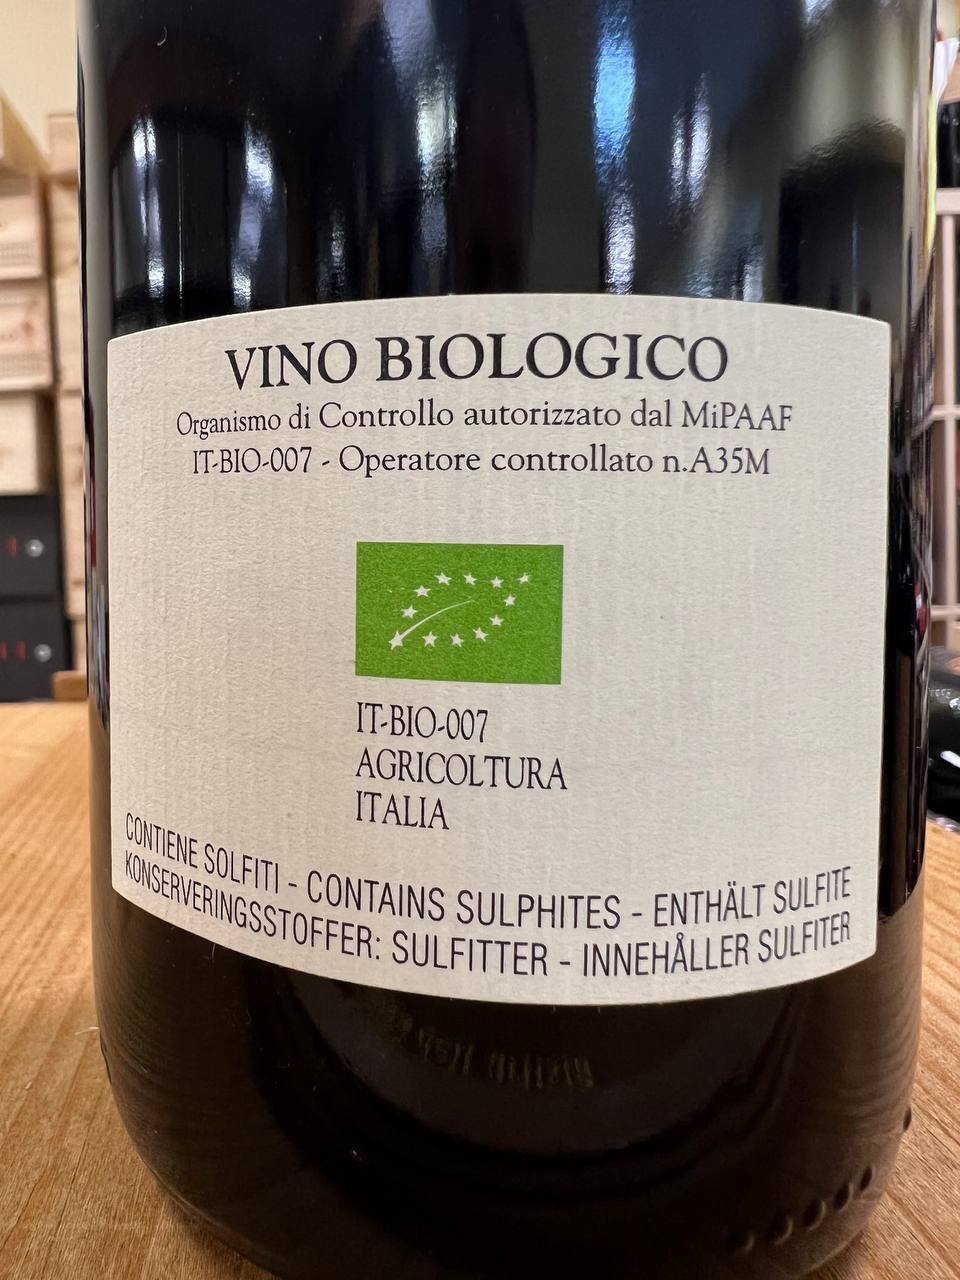 VINO BIOLOGICO
Organismo di Controllo autorizzato dal MiPAAF
IT-BIO-007 - Operatore controllato n.A35M
IT-BIO-007
AGRICOLTURA
ITALIA
CONTIENE SOLFITI - CONTAINS SULPHITES - ENTHÄLT SULFITE
KONSERVERINGSSTOFFER: SULFITTER - INNEHÅLLER SULFITER